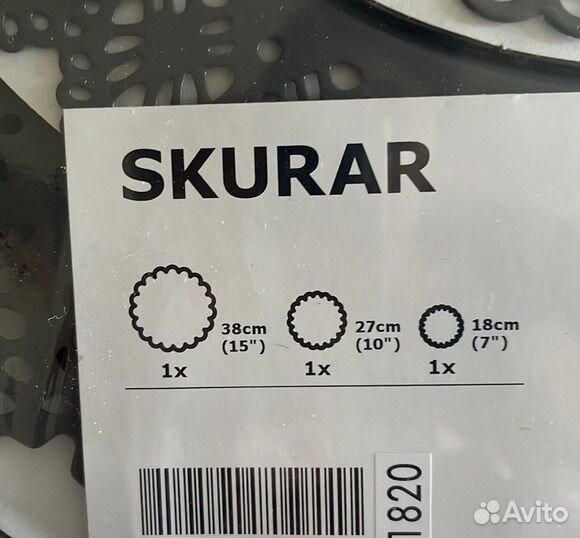 SKURAR
38cm
(15")
1x
27cm
(10")
1x
18cm
(7")
1x
1820
Avito